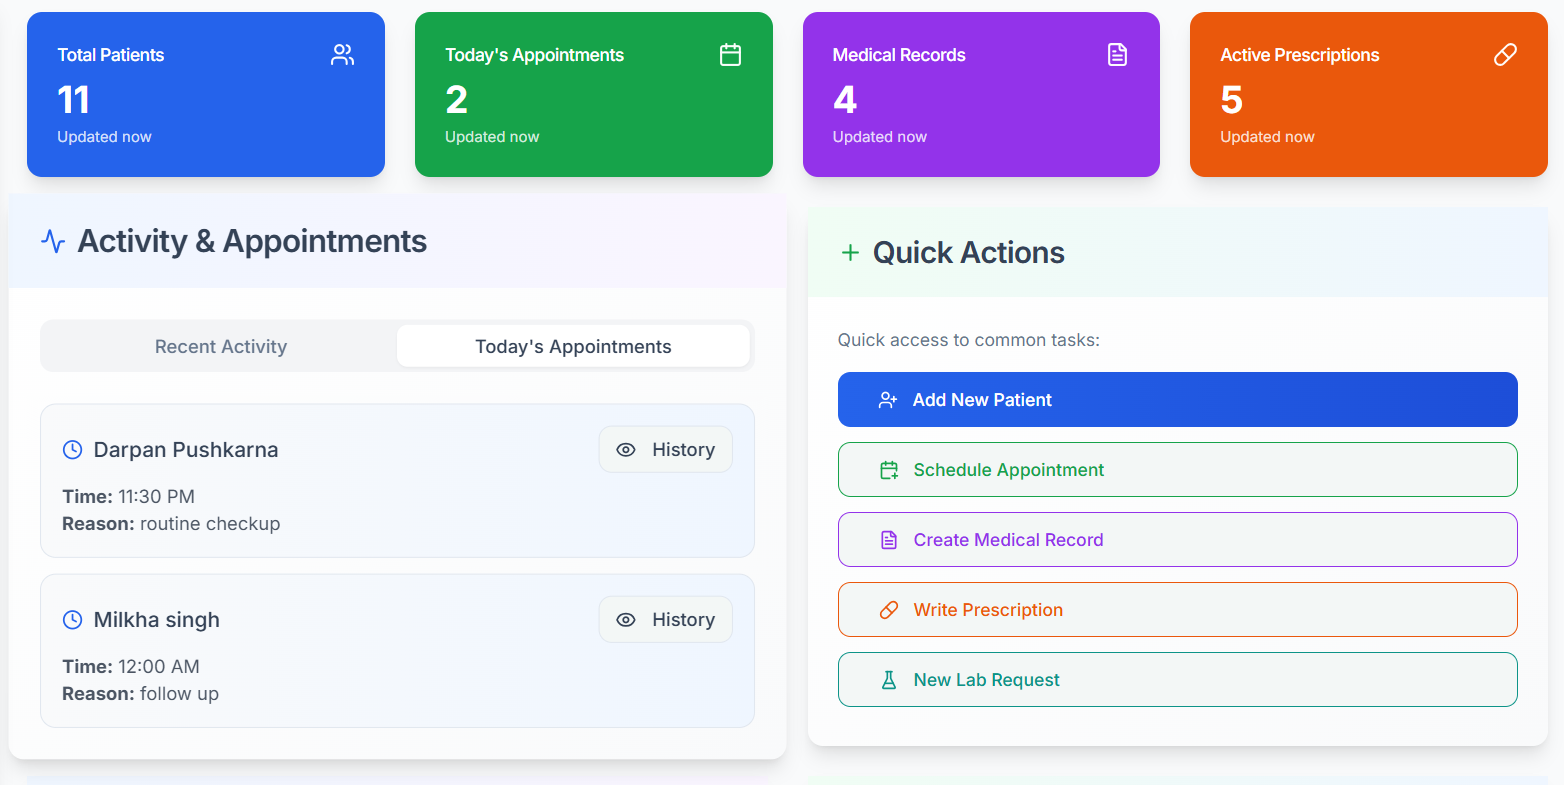 Total Patients
11
Updated now
Today's Appointments
2
Updated now
Medical Records
4
Updated now
Active Prescriptions
5
Updated now
Activity & Appointments
Recent Activity
Today's Appointments
Darpan Pushkarna
History
Time: 11:30 PM
Reason: routine checkup
Milkha singh
History
Time: 12:00 AM
Reason: follow up
Quick Actions
Quick access to common tasks:
Add New Patient
Schedule Appointment
Create Medical Record
Write Prescription
New Lab Request